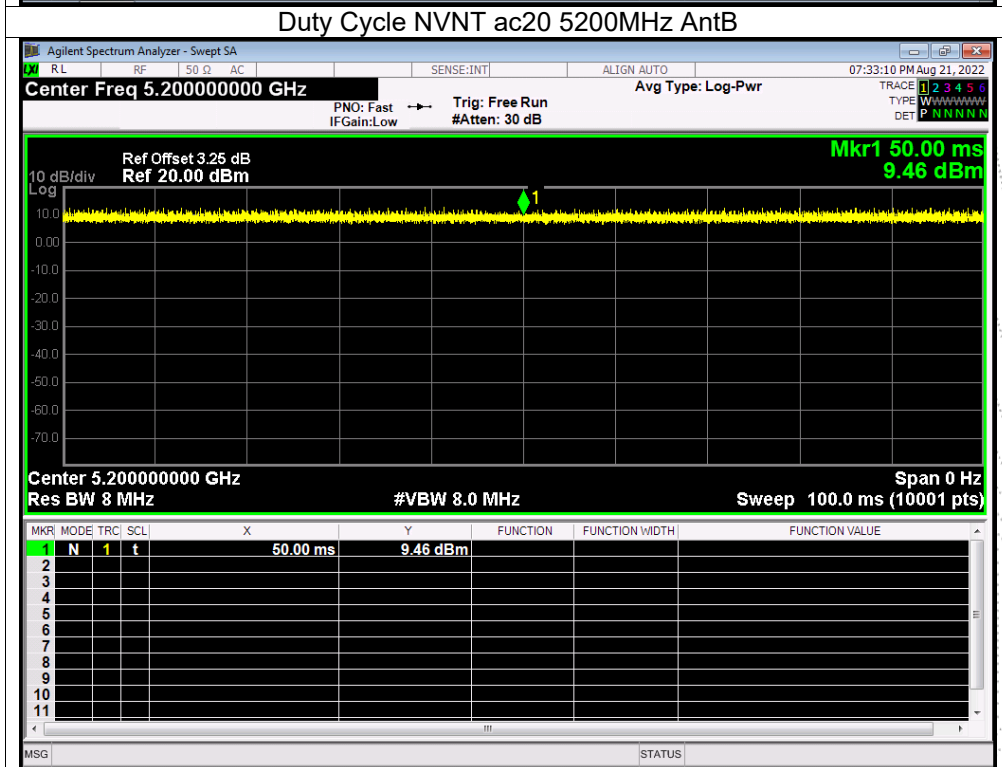 Duty Cycle NVNT ac20 5200MHz AntB
Agilent Spectrum Analyzer - Swept SA
LXI RL RF 50 Ω AC SENSE:INT ALIGN AUTO 07:33:10 PM Aug 21, 2022
Center Freq 5.200000000 GHz Avg Type: Log-Pwr TRACE 1 2 3 4 5 6
PNO: Fast Trig: Free Run TYPE WWWWWW
IFGain:Low #Atten: 30 dB DET P N N N N N
Mkr1 50.00 ms
Ref Offset 3.25 dB
10 dB/div Ref 20.00 dBm 9.46 dBm
Log
1
10.0
0.00
-10.0
-20.0
-30.0
-40.0
-50.0
-60.0
-70.0
Center 5.200000000 GHz Span 0 Hz
Res BW 8 MHz #VBW 8.0 MHz Sweep 100.0 ms (10001 pts)
MKR MODE TRC SCL X Y FUNCTION FUNCTION WIDTH FUNCTION VALUE
1 N 1 t 50.00 ms 9.46 dBm
2
3
4
5
6
7
8
9
10
11
MSG STATUS